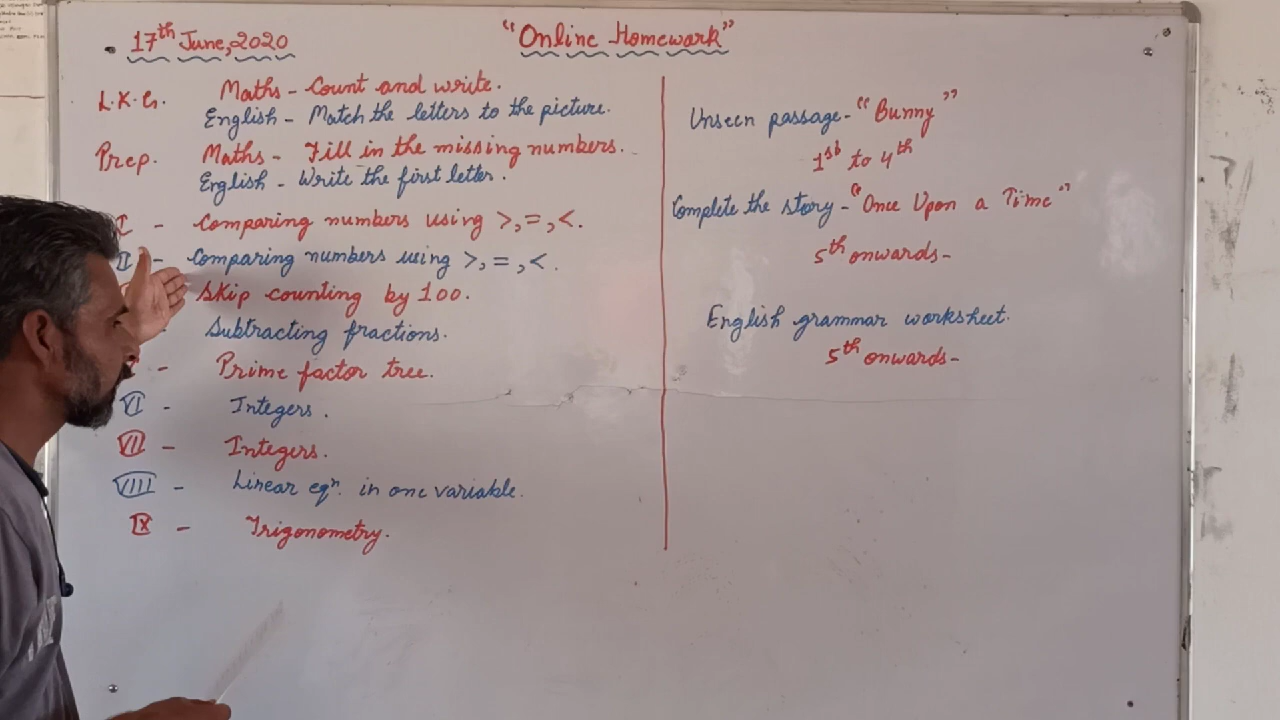 17th June, 2020
"Online Homework"
L.K.G. Maths - Count and write.
English - Match the letters to the picture.
Prep. Maths - Fill in the missing numbers.
English - Write the first letter.
I - Comparing numbers using >, =, <.
II - Comparing numbers using >, =, <.
Skip counting by 100.
Subtracting fractions.
- Prime factor tree.
VI - Integers.
VII - Integers.
VIII - Linear eqn. in one variable.
IX - Trigonometry.
Unseen passage - "Bunny"
1st to 4th
Complete the story - "Once Upon a Time"
5th onwards-
English grammar worksheet.
5th onwards-